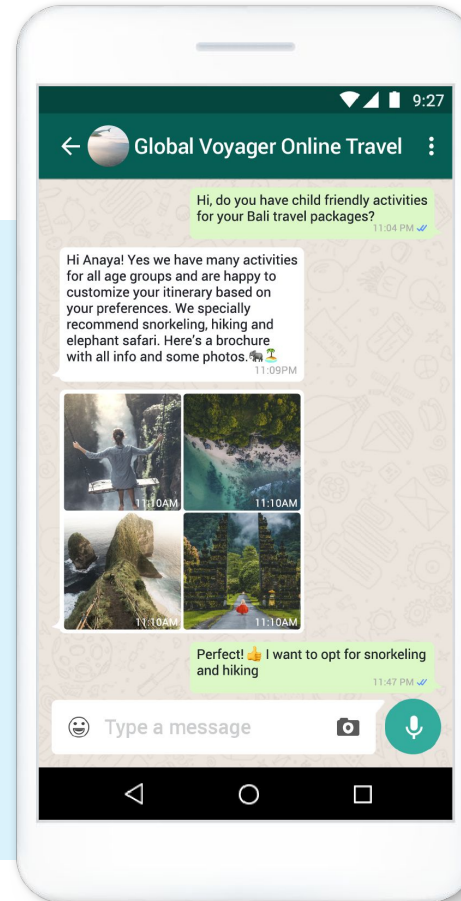 9:27
Global Voyager Online Travel
Hi, do you have child friendly activities
for your Bali travel packages?
11:04 PM
Hi Anaya! Yes we have many activities
for all age groups and are happy to
customize your itinerary based on
your preferences. We specially
recommend snorkeling, hiking and
elephant safari. Here's a brochure
with all info and some photos.🐘🏝️
11:09PM
11:10AM 11:10AM
11:10AM 11:10AM
Perfect! 👍 I want to opt for snorkeling
and hiking
11:47 PM
Type a message